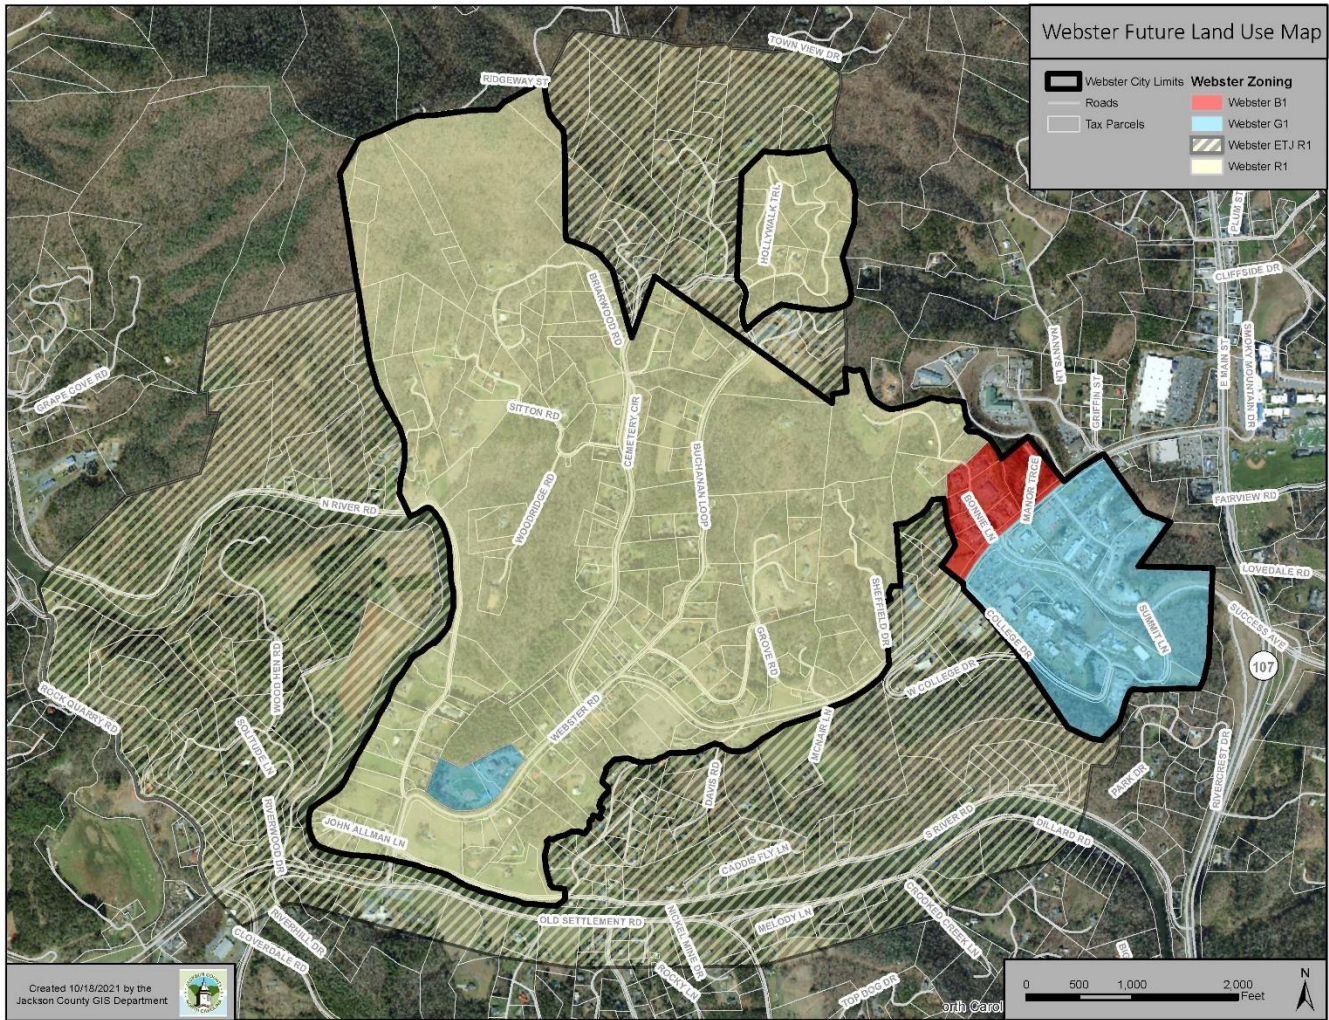 Webster Future Land Use Map
Webster City Limits
Roads
Tax Parcels
Webster Zoning
Webster B1
Webster G1
Webster ETJ R1
Webster R1
TOWN VIEW DR
RIDGEWAY ST
HOLLYWALK TRL
PLUM ST
CLIFFSIDE DR
BRIARWOOD RD
NANNYS LN
E MAIN ST
SMOKY MOUNTAIN DR
GRAPE COVE RD
GRIFFIN ST
SITTON RD
CEMETERY CIR
BUCHANAN LOOP
WOODRIDGE RD
MANOR TRCE
BONNIE LN
FAIRVIEW RD
N RIVER RD
LOVEDALE RD
SHEFFIELD DR
SUMMIT LN
SUCCESS AVE
COLLEGE DR
GROVE RD
W COLLEGE DR
107
WOOD HEN RD
ROCK QUARRY RD
SOLITUDE LN
WEBSTER RD
MCNAIR LN
DAVIS RD
PARK DR
RIVERCREST DR
RIVERWOOD DR
JOHN ALLMAN LN
S RIVER RD
DILLARD RD
CADDIS FLY LN
OLD SETTLEMENT RD
MELODY LN
CROOKED CREEK LN
RIVERHILL DR
CLOVERDALE RD
NICKEL MINE DR
ROCKY LN
TOP DOG DR
BIG
orth Carol
Created 10/18/2021 by the
Jackson County GIS Department
0 500 1,000 2,000
Feet
N